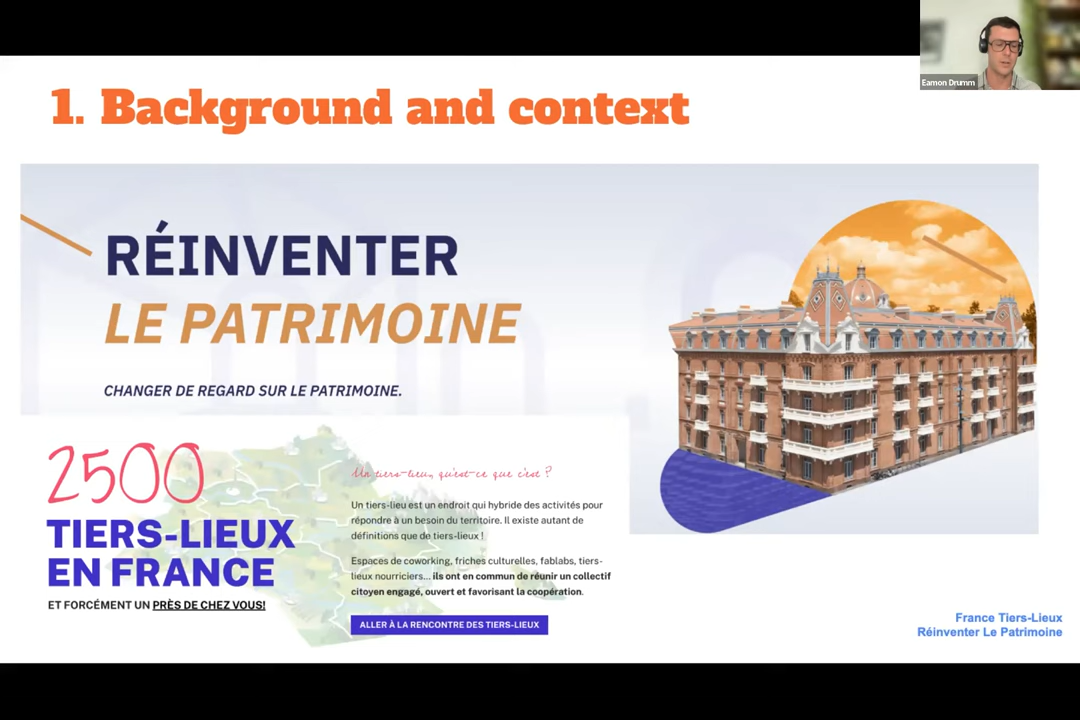 Eamon Drumm
1. Background and context
RÉINVENTER
LE PATRIMOINE
CHANGER DE REGARD SUR LE PATRIMOINE.
2500
TIERS-LIEUX
EN FRANCE
ET FORCÉMENT UN PRÈS DE CHEZ VOUS!
Un tiers-lieu, qu'est-ce que c'est ?
Un tiers-lieu est un endroit qui hybride des activités pour
répondre à un besoin du territoire. Il existe autant de
définitions que de tiers-lieux !
Espaces de coworking, friches culturelles, fablabs, tiers-
lieux nourriciers... ils ont en commun de réunir un collectif
citoyen engagé, ouvert et favorisant la coopération.
ALLER À LA RENCONTRE DES TIERS-LIEUX
France Tiers-Lieux
Réinventer Le Patrimoine